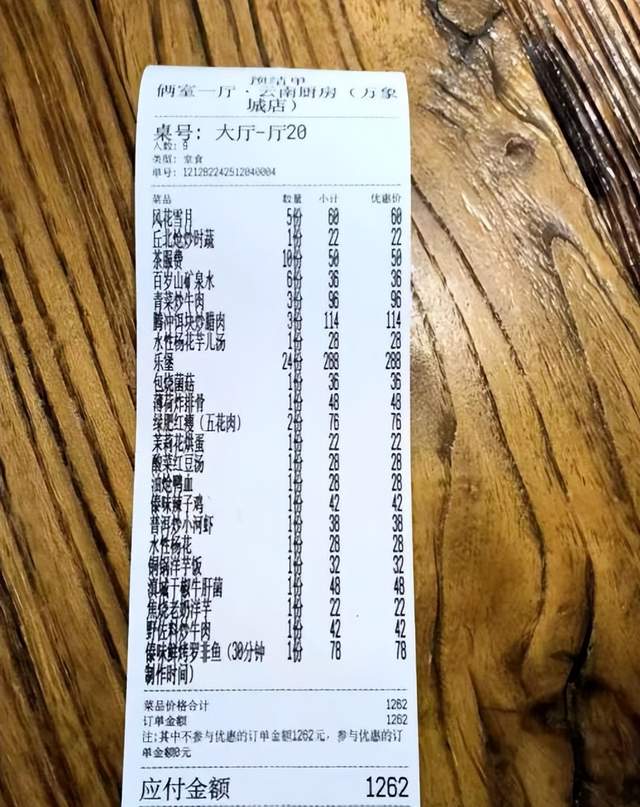 预结单
俩室一厅·云南厨房（万象
城店）
桌号: 大厅-厅20
人数: 9
类型: 堂食
单号: 121282242512040004
菜品 数量 小计 优惠价
风花雪月 5份 60 60
丘北炝炒时蔬 1份 22 22
茶服费 10份 50 50
百岁山矿泉水 6份 36 36
青菜炒牛肉 3份 96 96
腾冲饵块炒腊肉 3份 114 114
水性杨花芋儿汤 1份 28 28
乐堡 24份 288 288
包烧菌菇 1份 36 36
薄荷炸排骨 1份 48 48
绿肥红瘦（五花肉） 2份 76 76
茉莉花烘蛋 1份 22 22
酸菜红豆汤 1份 28 28
油炝鸭血 1份 28 28
傣味辣子鸡 1份 42 42
普洱炒小河虾 1份 38 38
水性杨花 1份 28 28
铜锅洋芋饭 1份 32 32
滇城干椒牛肝菌 1份 48 48
焦烧老奶洋芋 1份 22 22
野佐料炒牛肉 1份 42 42
傣味鲜烤罗非鱼（30分钟 1份 78 78
制作时间）
菜品价格合计 1262
订单金额 1262
注:其中不参与优惠的订单金额1262元，参与优惠的订
单金额0元
应付金额 1262